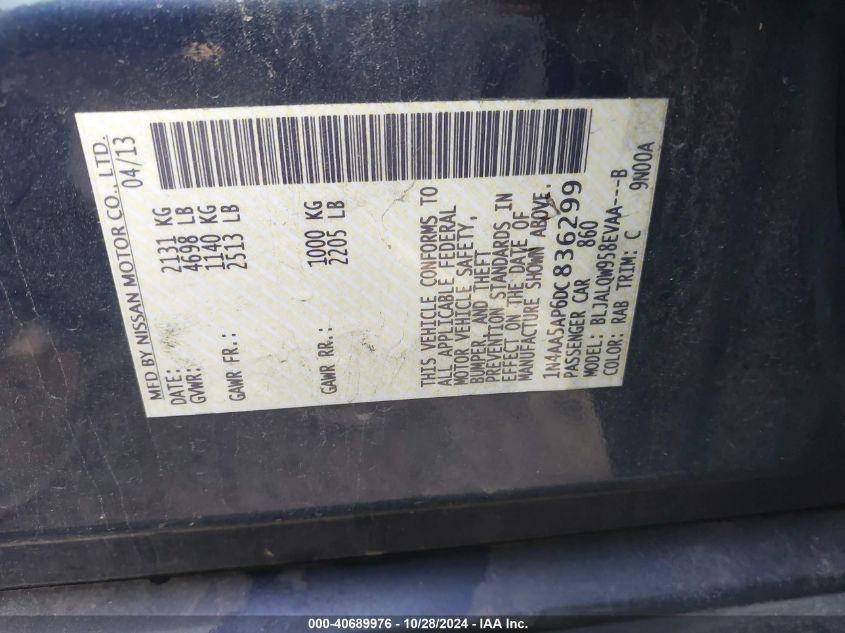 MFD BY NISSAN MOTOR CO., LTD.
DATE: 04/13
GVWR: 2131 KG
4698 LB
GAWR FR.: 1140 KG
2513 LB
GAWR RR.: 1000 KG
2205 LB
THIS VEHICLE CONFORMS TO
ALL APPLICABLE FEDERAL
MOTOR VEHICLE SAFETY,
BUMPER, AND THEFT
PREVENTION STANDARDS IN
EFFECT ON THE DATE OF
MANUFACTURE SHOWN ABOVE.
1N4AA5AP6DC836299
PASSENGER CAR 860
MODEL: BLJALQW958EVAA---B
COLOR: RAB TRIM: C 9N00A
000-40689976 - 10/28/2024 - IAA Inc.